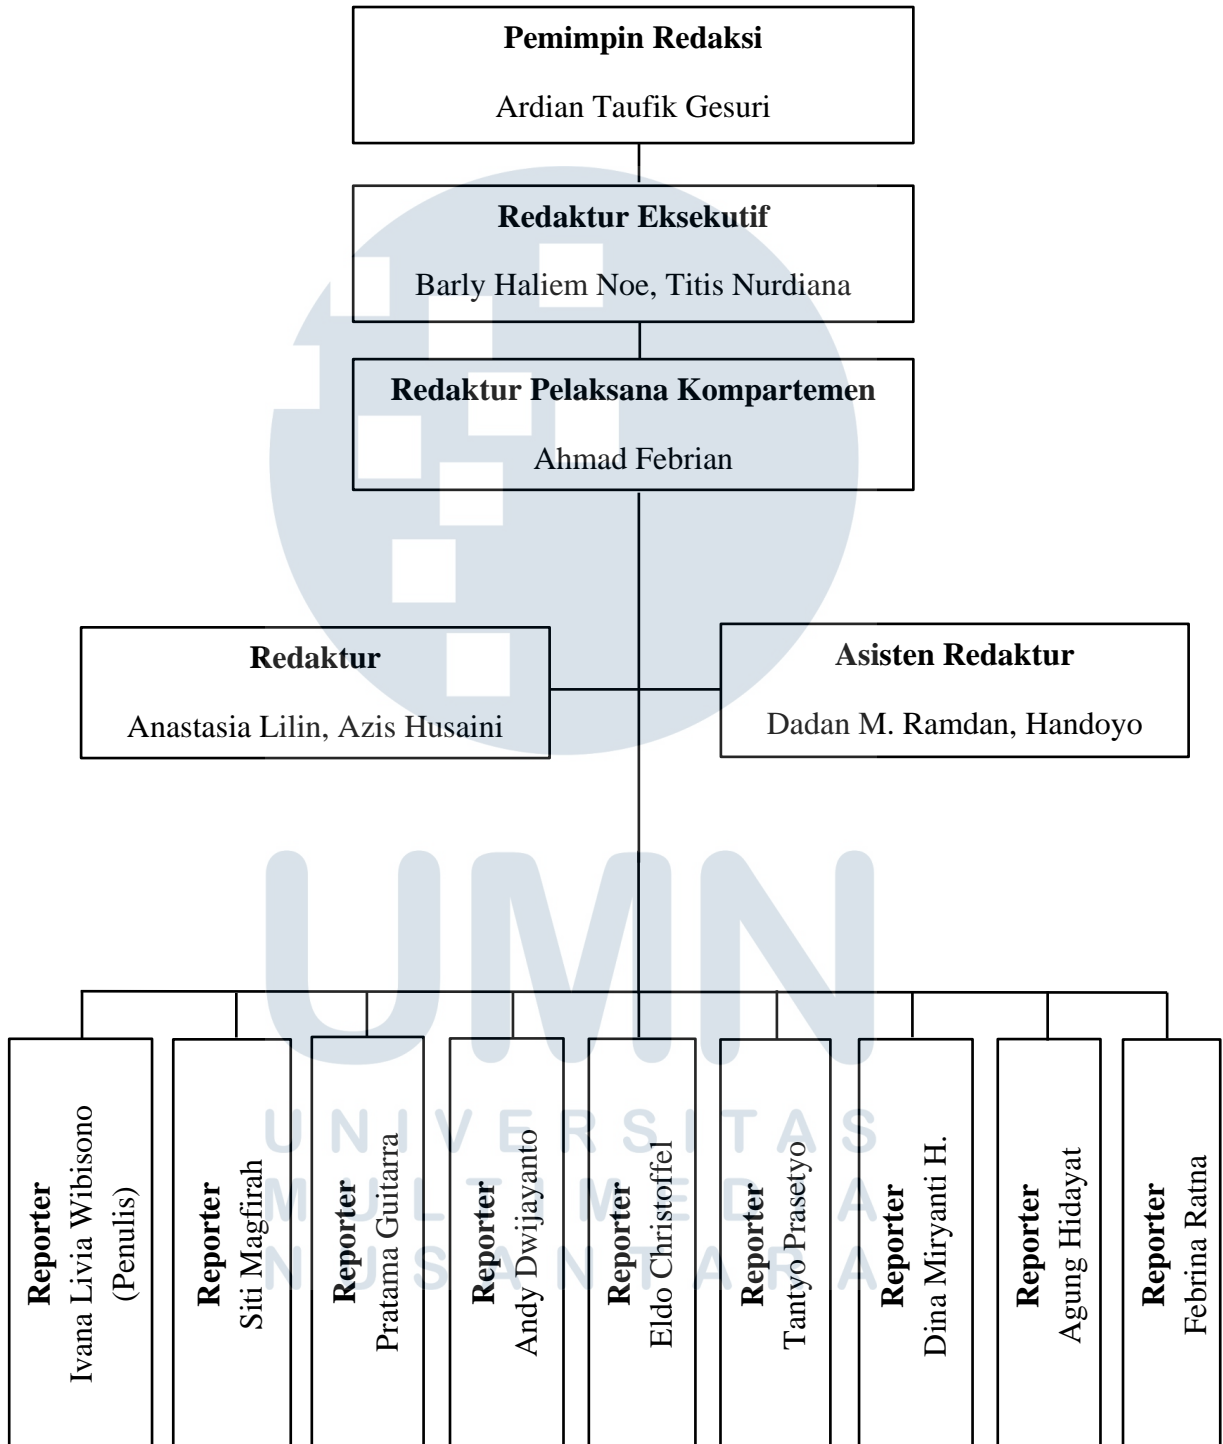 Pemimpin Redaksi
Ardian Taufik Gesuri
Redaktur Eksekutif
Barly Haliem Noe, Titis Nurdiana
Redaktur Pelaksana Kompartemen
Ahmad Febrian
Redaktur
Anastasia Lilin, Azis Husaini
Asisten Redaktur
Dadan M. Ramdan, Handoyo
Reporter
Ivana Livia Wibisono
(Penulis)
Reporter
Siti Magfirah
Reporter
Pratama Guitarra
Reporter
Andy Dwijayanto
Reporter
Eldo Christoffel
Reporter
Tantyo Prasetyo
Reporter
Dina Miryanti H.
Reporter
Agung Hidayat
Reporter
Febrina Ratna
UMN
UNIVERSITAS
MULTIMEDIA
NUSANTARA